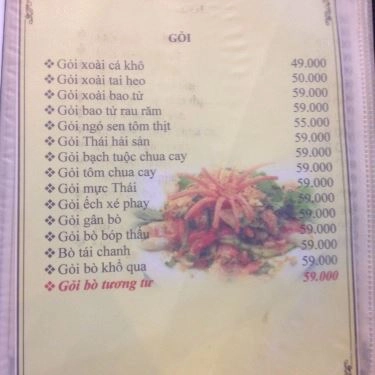 GỎI
❖ Gỏi xoài cá khô 49.000
❖ Gỏi xoài tai heo 50.000
❖ Gỏi xoài bao tử 59.000
❖ Gỏi bao tử rau răm 59.000
❖ Gỏi ngó sen tôm thịt 55.000
❖ Gỏi Thái hải sản 59.000
❖ Gỏi bạch tuộc chua cay 59.000
❖ Gỏi tôm chua cay 59.000
❖ Gỏi mực Thái 59.000
❖ Gỏi ếch xé phay 59.000
❖ Gỏi gân bò 59.000
❖ Gỏi bò bóp thấu 59.000
❖ Bò tái chanh 59.000
❖ Gỏi bò khổ qua 59.000
❖ Gỏi bò tương tư 59.000